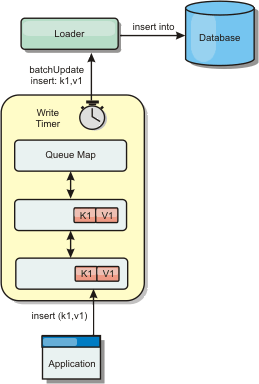 Loader
insert into
Database
batchUpdate
insert: k1,v1
Write
Timer
Queue Map
K1 V1
K1 V1
insert (k1,v1)
Application